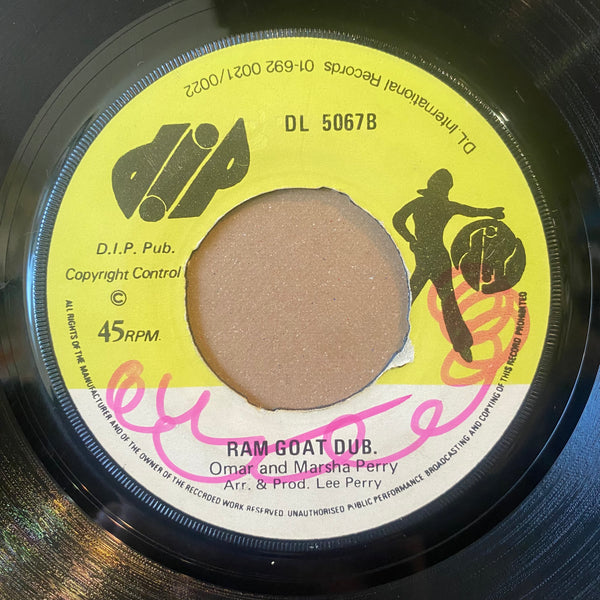 DL International Records 01-692 0021/0022
DL 5067B
dip
D.I.P. Pub.
Copyright Control
©
45RPM.
RAM GOAT DUB.
Omar and Marsha Perry
Arr. & Prod. Lee Perry
ALL RIGHTS OF THE MANUFACTURER AND OF THE OWNER OF THE RECORDED WORK RESERVED. UNAUTHORISED PUBLIC PERFORMANCE BROADCASTING AND COPYING OF THIS RECORD PROHIBITED